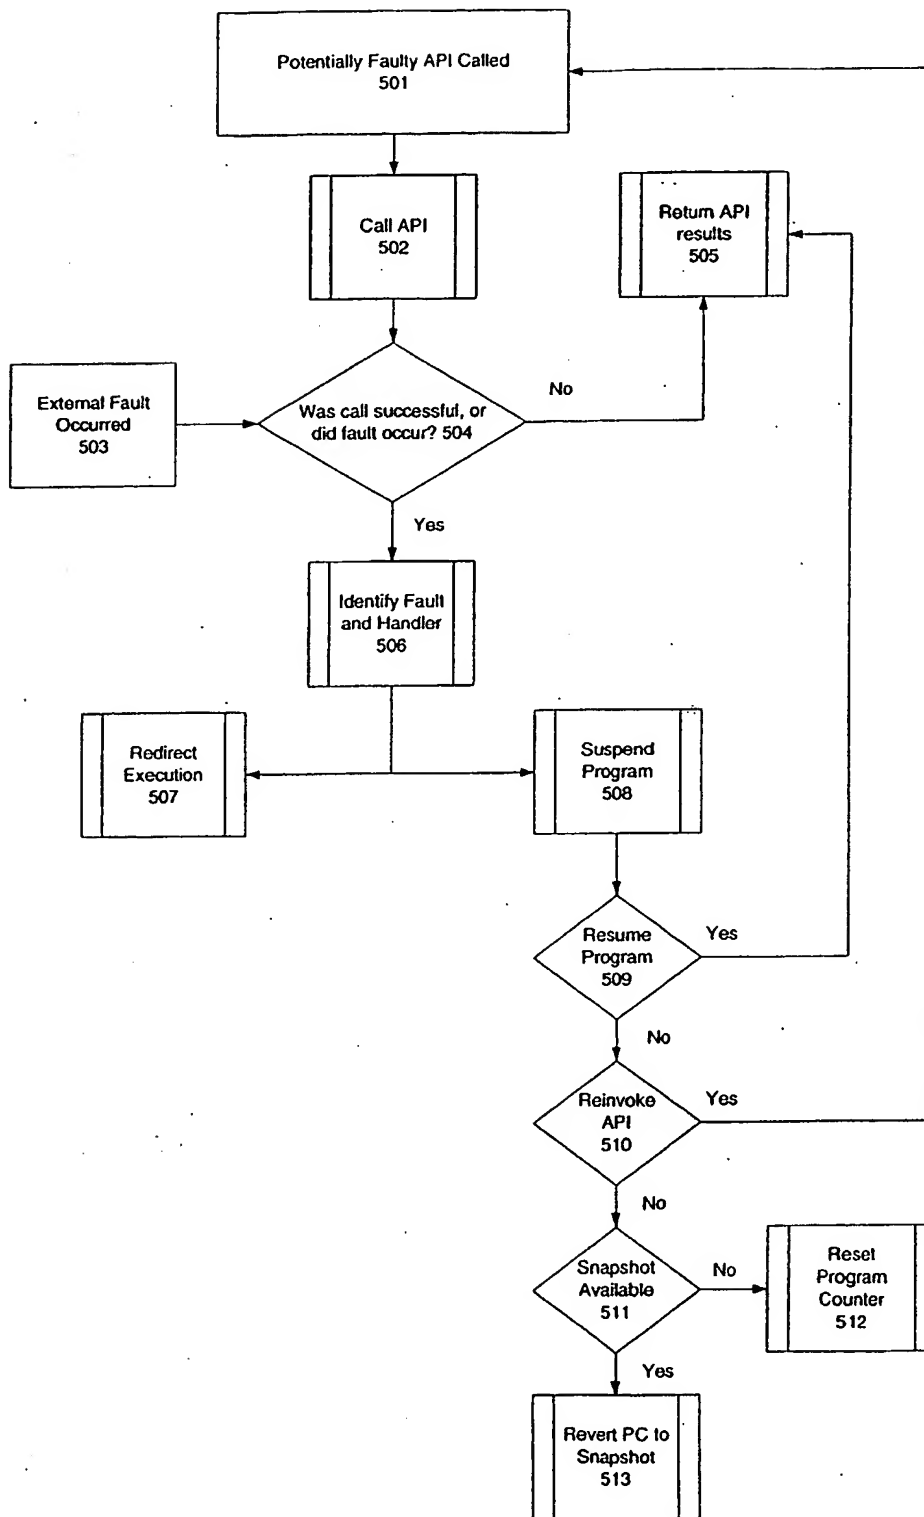 Potentially Faulty API Called
501
Call API
502
Return API
results
505
External Fault
Occurred
503
Was call successful, or
did fault occur? 504
No
Yes
Identify Fault
and Handler
506
Redirect
Execution
507
Suspend
Program
508
Resume
Program
509
Yes
No
Reinvoke
API
510
Yes
No
Snapshot
Available
511
No
Reset
Program
Counter
512
Yes
Revert PC to
Snapshot
513